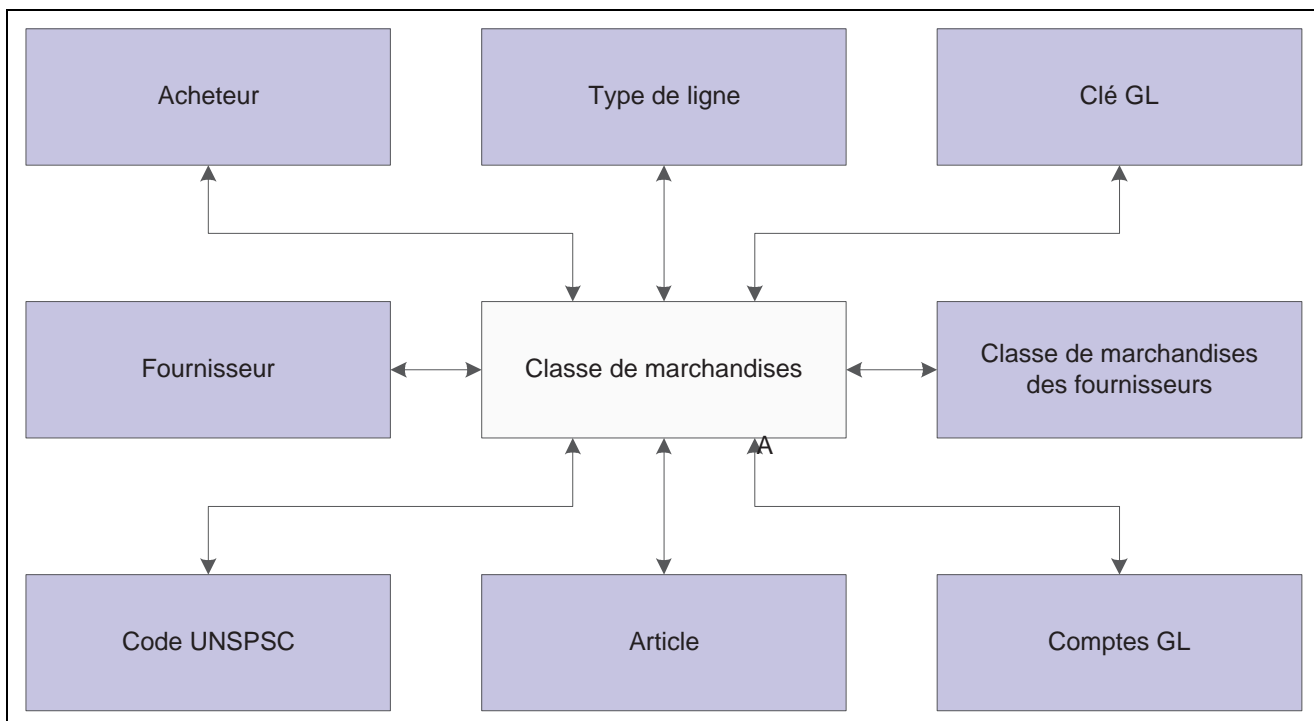 Acheteur
Type de ligne
Clé GL
Fournisseur
Classe de marchandises
Classe de marchandises
des fournisseurs
A
Code UNSPSC
Article
Comptes GL